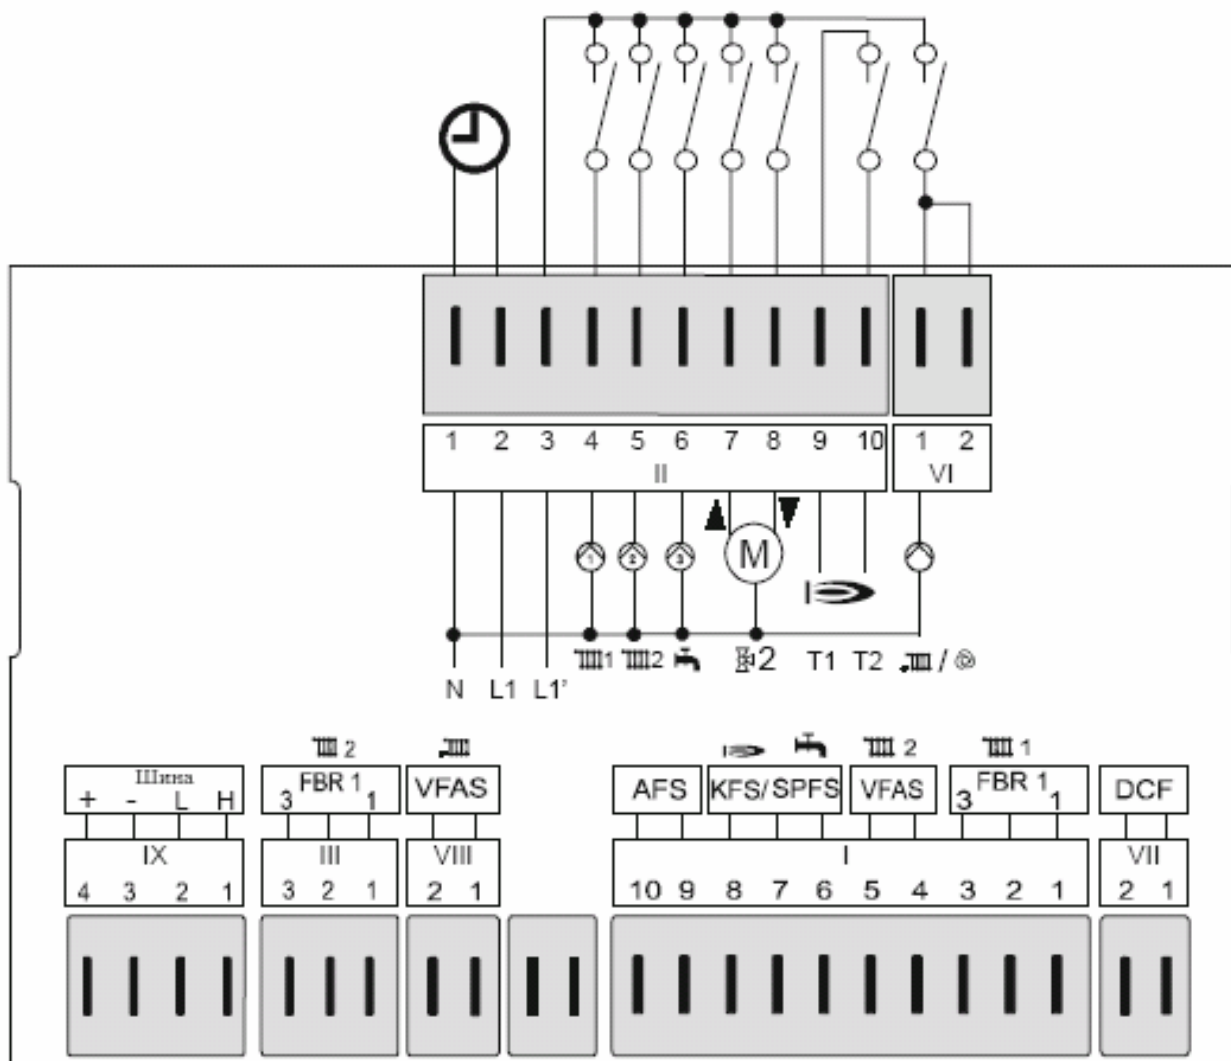 1 2 3 4 5 6 7 8 9 10 1 2
II VI
1 2 3 M
1 2 2 T1 T2 /
N L1 L1’
2 2 1
Шина FBR 1 VFAS AFS KFS/ SPFS VFAS FBR 1 DCF
+ - L H 3 1 3 1
IX III VIII I VII
4 3 2 1 3 2 1 2 1 10 9 8 7 6 5 4 3 2 1 2 1